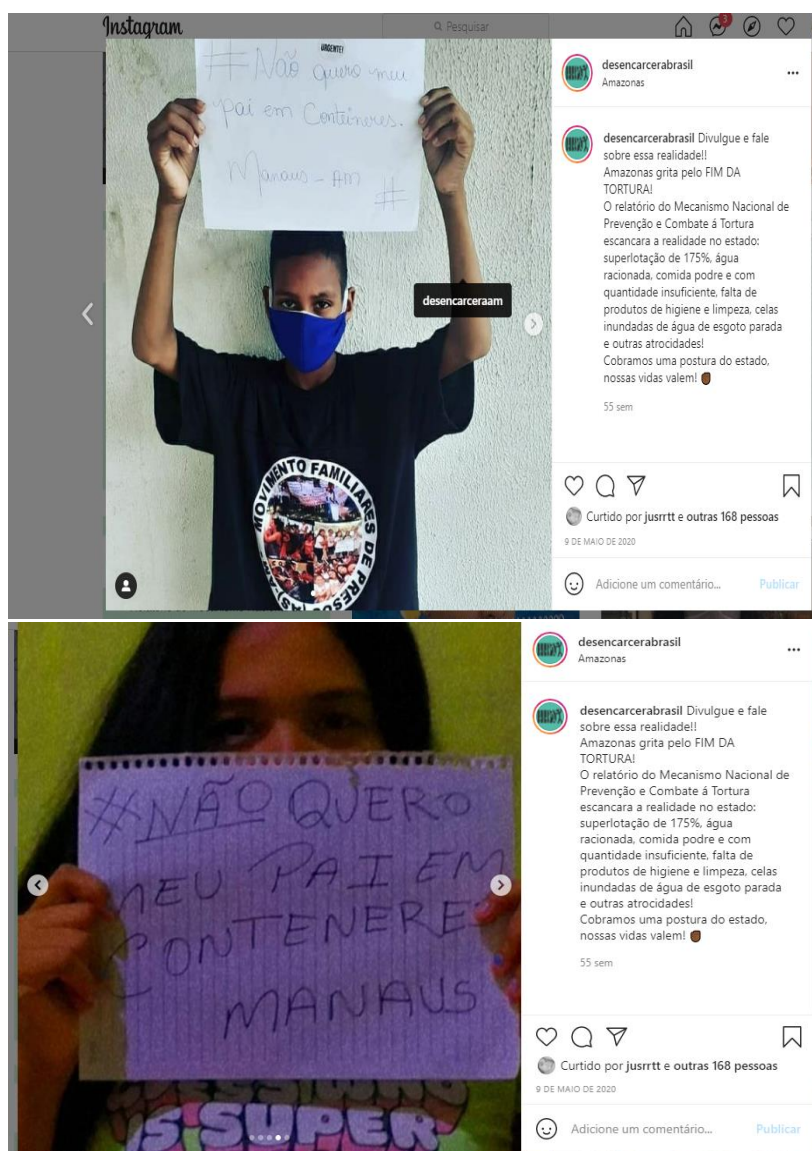 Instagram
Pesquisar
3
URGENTE!
#Não quero meu
pai em Contêineres.
Manaus - AM
#
desencarceraam
MOVIMENTO FAMILIARES DE PRESOS(AS)/AM
desencarcerabrasil
Amazonas
desencarcerabrasil Divulgue e fale
sobre essa realidade!!
Amazonas grita pelo FIM DA
TORTURA!
O relatório do Mecanismo Nacional de
Prevenção e Combate á Tortura
escancara a realidade no estado:
superlotação de 175%, água
racionada, comida podre e com
quantidade insuficiente, falta de
produtos de higiene e limpeza, celas
inundadas de água de esgoto parada
e outras atrocidades!
Cobramos uma postura do estado,
nossas vidas valem!
55 sem
Curtido por jusrrtt e outras 168 pessoas
9 DE MAIO DE 2020
Adicione um comentário...
Publicar
#NÃO QUERO
MEU PAI EM
CONTENERES
MANAUS
IS SUPER
desencarcerabrasil
Amazonas
desencarcerabrasil Divulgue e fale
sobre essa realidade!!
Amazonas grita pelo FIM DA
TORTURA!
O relatório do Mecanismo Nacional de
Prevenção e Combate á Tortura
escancara a realidade no estado:
superlotação de 175%, água
racionada, comida podre e com
quantidade insuficiente, falta de
produtos de higiene e limpeza, celas
inundadas de água de esgoto parada
e outras atrocidades!
Cobramos uma postura do estado,
nossas vidas valem!
55 sem
Curtido por jusrrtt e outras 168 pessoas
9 DE MAIO DE 2020
Adicione um comentário...
Publicar